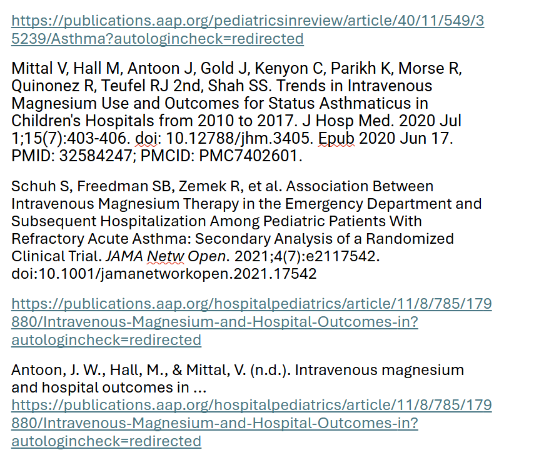 https://publications.aap.org/pediatricsinreview/article/40/11/549/3
5239/Asthma?autologincheck=redirected
Mittal V, Hall M, Antoon J, Gold J, Kenyon C, Parikh K, Morse R,
Quinonez R, Teufel RJ 2nd, Shah SS. Trends in Intravenous
Magnesium Use and Outcomes for Status Asthmaticus in
Children's Hospitals from 2010 to 2017. J Hosp Med. 2020 Jul
1;15(7):403-406. doi: 10.12788/jhm.3405. Epub 2020 Jun 17.
PMID: 32584247; PMCID: PMC7402601.
Schuh S, Freedman SB, Zemek R, et al. Association Between
Intravenous Magnesium Therapy in the Emergency Department and
Subsequent Hospitalization Among Pediatric Patients With
Refractory Acute Asthma: Secondary Analysis of a Randomized
Clinical Trial. JAMA Netw Open. 2021;4(7):e2117542.
doi:10.1001/jamanetworkopen.2021.17542
https://publications.aap.org/hospitalpediatrics/article/11/8/785/179
880/Intravenous-Magnesium-and-Hospital-Outcomes-in?
autologincheck=redirected
Antoon, J. W., Hall, M., & Mittal, V. (n.d.). Intravenous magnesium
and hospital outcomes in ...
https://publications.aap.org/hospitalpediatrics/article/11/8/785/179
880/Intravenous-Magnesium-and-Hospital-Outcomes-in?
autologincheck=redirected